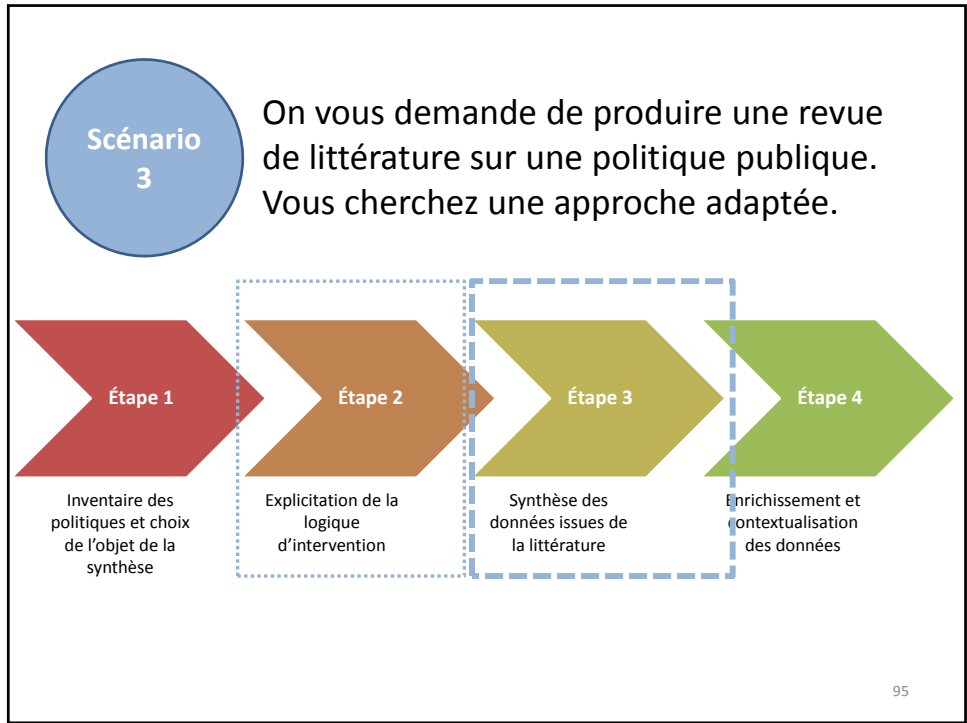 Scénario
3
On vous demande de produire une revue
de littérature sur une politique publique.
Vous cherchez une approche adaptée.
Étape 1
Étape 2
Étape 3
Étape 4
Inventaire des
politiques et choix
de l’objet de la
synthèse
Explicitation de la
logique
d’intervention
Synthèse des
données issues de
la littérature
Enrichissement et
contextualisation
des données
95